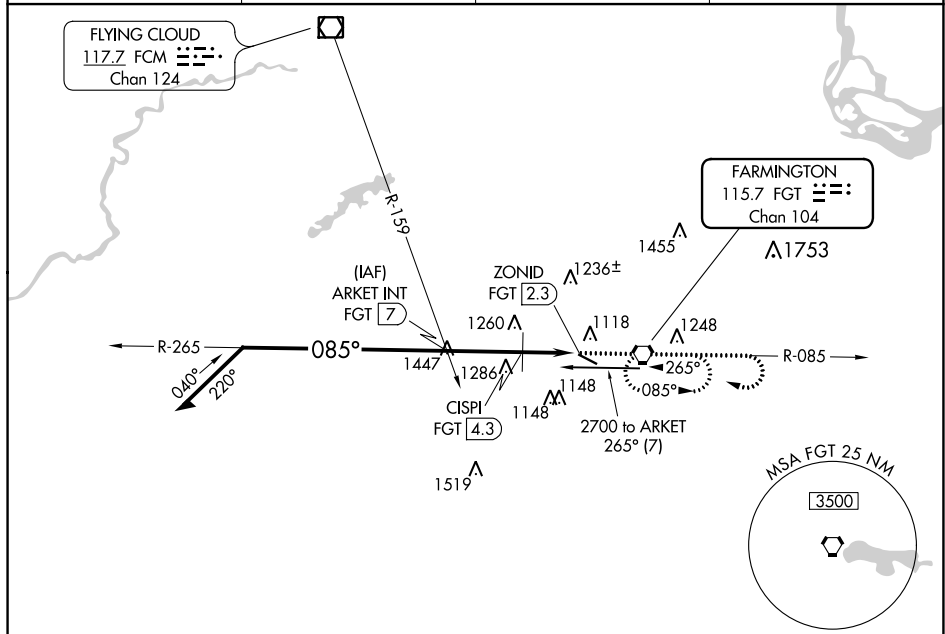 FLYING CLOUD
117.7 FCM
Chan 124
FARMINGTON
115.7 FGT
Chan 104
R-159
1455
1753
(IAF)
ARKET INT
FGT 7
ZONID
FGT 2.3
1236±
1260
1118
1248
R-265
085°
1447
1286
265°
R-085
040°
220°
085°
CISPI
FGT 4.3
1148
1148
2700 to ARKET
265° (7)
1519
MSA FGT 25 NM
3500